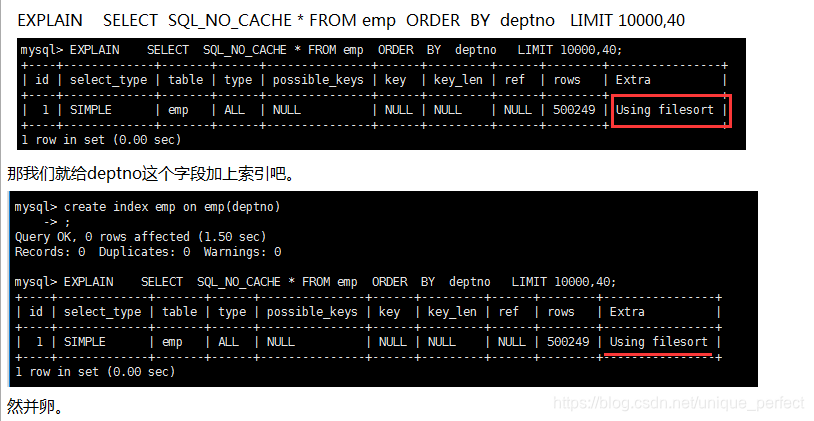 EXPLAIN    SELECT  SQL_NO_CACHE * FROM emp  ORDER  BY  deptno   LIMIT 10000,40
mysql> EXPLAIN    SELECT  SQL_NO_CACHE * FROM emp  ORDER  BY  deptno   LIMIT 10000,40;
+----+-------------+-------+------+---------------+------+---------+------+--------+----------------+
| id | select_type | table | type | possible_keys | key  | key_len | ref  | rows   | Extra          |
+----+-------------+-------+------+---------------+------+---------+------+--------+----------------+
|  1 | SIMPLE      | emp   | ALL  | NULL          | NULL | NULL    | NULL | 500249 | Using filesort |
+----+-------------+-------+------+---------------+------+---------+------+--------+----------------+
1 row in set (0.00 sec)
那我们就给deptno这个字段加上索引吧。
mysql> create index emp on emp(deptno)
    -> ;
Query OK, 0 rows affected (1.50 sec)
Records: 0  Duplicates: 0  Warnings: 0
mysql> EXPLAIN    SELECT  SQL_NO_CACHE * FROM emp  ORDER  BY  deptno   LIMIT 10000,40;
+----+-------------+-------+------+---------------+------+---------+------+--------+----------------+
| id | select_type | table | type | possible_keys | key  | key_len | ref  | rows   | Extra          |
+----+-------------+-------+------+---------------+------+---------+------+--------+----------------+
|  1 | SIMPLE      | emp   | ALL  | NULL          | NULL | NULL    | NULL | 500249 | Using filesort |
+----+-------------+-------+------+---------------+------+---------+------+--------+----------------+
1 row in set (0.00 sec)
然并卵。
https://blog.csdn.net/unique_perfect